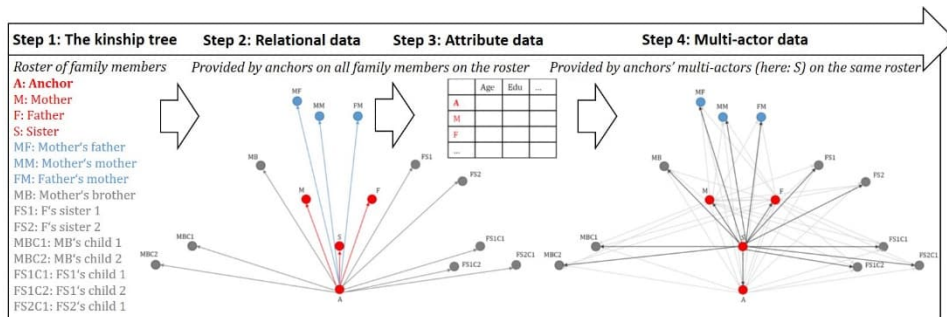 Step 1: The kinship tree
Step 2: Relational data
Step 3: Attribute data
Step 4: Multi-actor data
Roster of family members
Provided by anchors on all family members on the roster
Provided by anchors' multi-actors (here: S) on the same roster
A: Anchor
M: Mother
F: Father
S: Sister
MF: Mother's father
MM: Mother's mother
FM: Father's mother
MB: Mother's brother
FS1: F's sister 1
FS2: F's sister 2
MBC1: MB's child 1
MBC2: MB's child 2
FS1C1: FS1's child 1
FS1C2: FS1's child 2
FS2C1: FS2's child 1
MF
MM
FM
MB
FS1
FS2
M
F
S
MBC1
MBC2
FS1C1
FS1C2
FS2C1
A
Age Edu ...
A
M
F
...
MF
MM
FM
MB
FS1
FS2
M
F
S
MBC1
MBC2
FS1C1
FS1C2
FS2C1
A